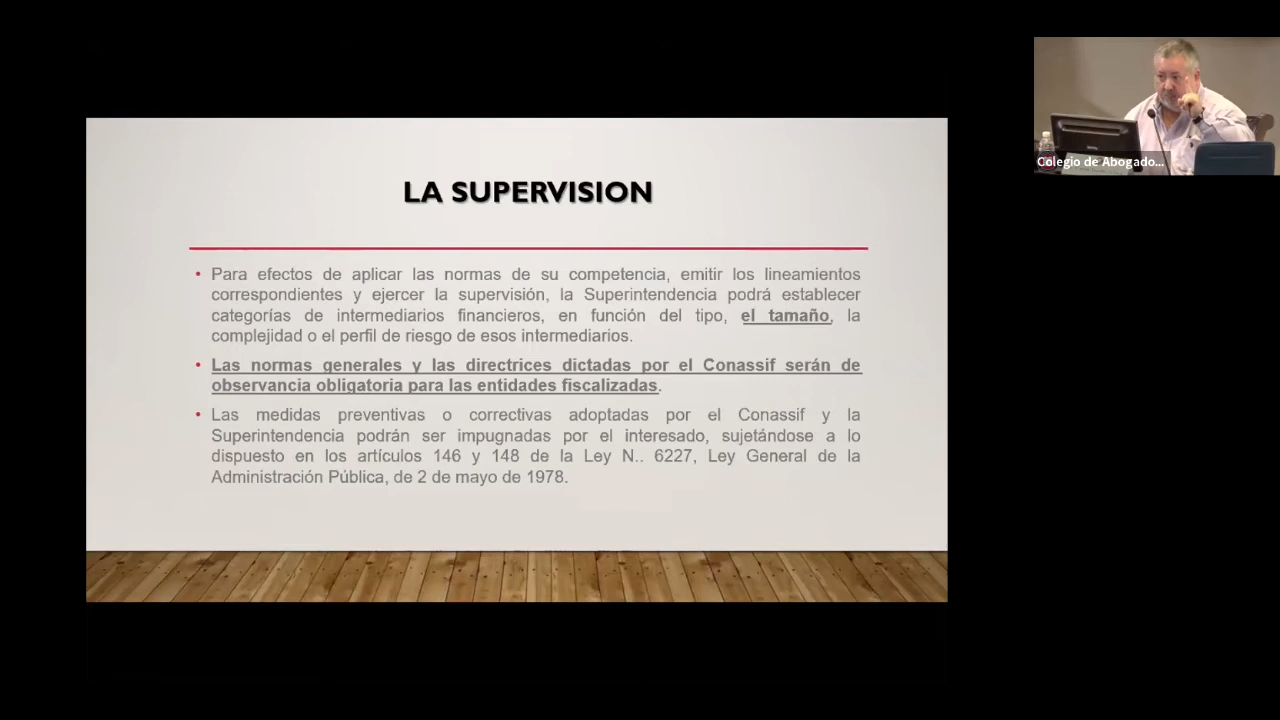 LA SUPERVISION
• Para efectos de aplicar las normas de su competencia, emitir los lineamientos
correspondientes y ejercer la supervisión, la Superintendencia podrá establecer
categorías de intermediarios financieros, en función del tipo, el tamaño, la
complejidad o el perfil de riesgo de esos intermediarios.
• Las normas generales y las directrices dictadas por el Conassif serán de
observancia obligatoria para las entidades fiscalizadas.
• Las medidas preventivas o correctivas adoptadas por el Conassif y la
Superintendencia podrán ser impugnadas por el interesado, sujetándose a lo
dispuesto en los artículos 146 y 148 de la Ley N.. 6227, Ley General de la
Administración Pública, de 2 de mayo de 1978.
Colegio de Abogado...